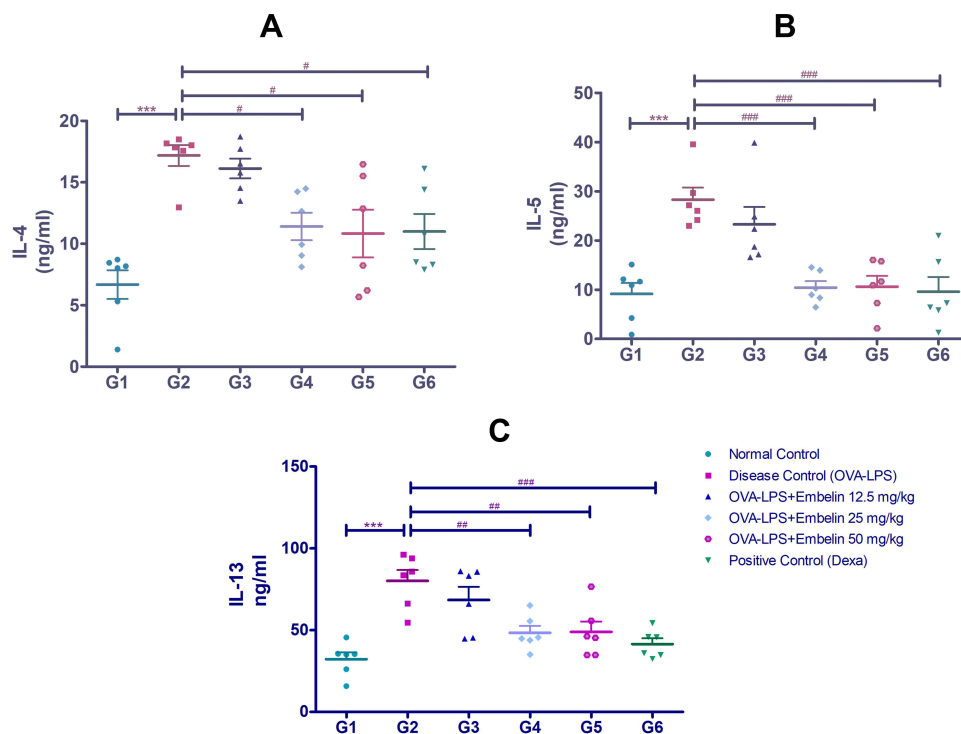 A
#
#
***
#
20
15
10
5
0
IL-4
(ng/ml)
G1 G2 G3 G4 G5 G6
B
###
###
***
###
50
40
30
20
10
0
IL-5
(ng/ml)
G1 G2 G3 G4 G5 G6
C
###
##
***
##
150
100
50
0
IL-13
ng/ml
G1 G2 G3 G4 G5 G6
Normal Control
Disease Control (OVA-LPS)
OVA-LPS+Embelin 12.5 mg/kg
OVA-LPS+Embelin 25 mg/kg
OVA-LPS+Embelin 50 mg/kg
Positive Control (Dexa)